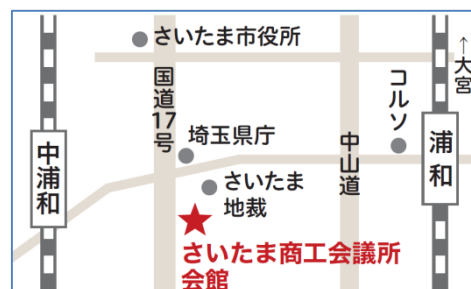 さいたま市役所
↑大宮
国道17号
コルソ
浦和
中浦和
埼玉県庁
中山道
さいたま
地裁
さいたま商工会議所
会館